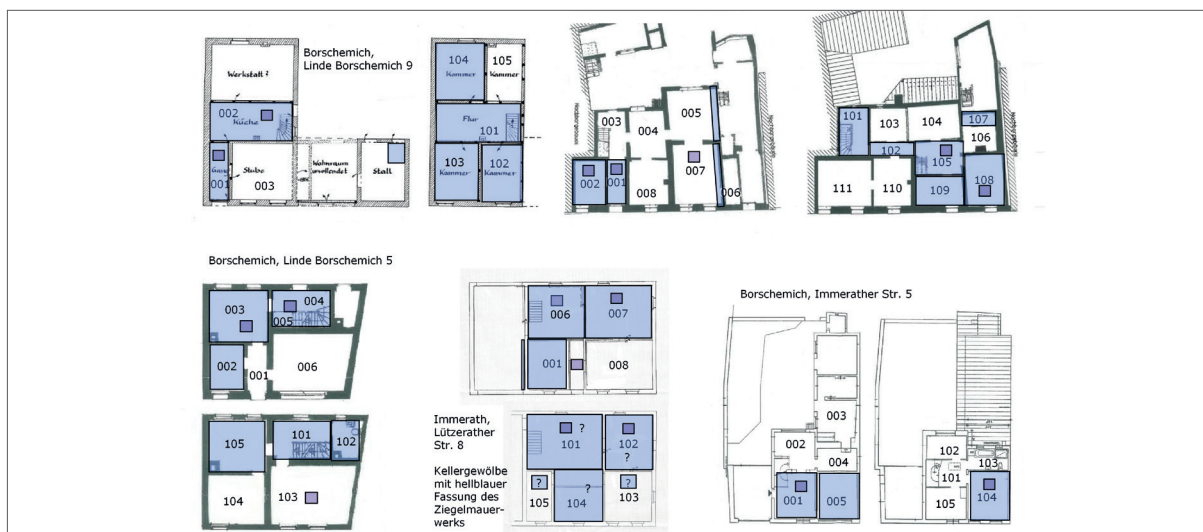 Borschemich,
Linde Borschemich 9
Werkstatt ?
002
Küche
001
Stube
003
Wohnraum
unvollendet
Stall
104
Kammer
105
Kammer
Flur
101
103
Kammer
102
Kammer
003
004
005
002
001
008
007
006
101
103
104
107
106
102
105
111
110
109
108
Borschemich, Linde Borschemich 5
003
004
005
002
001
006
105
101
102
104
103
006
007
001
008
Immerath,
Lützerather
Str. 8
Kellergewölbe
mit hellblauer
Fassung des
Ziegelmauer-
werks
?
101
102
?
?
105
?
104
?
103
Borschemich, Immerather Str. 5
003
002
004
001
005
102
101
103
105
104